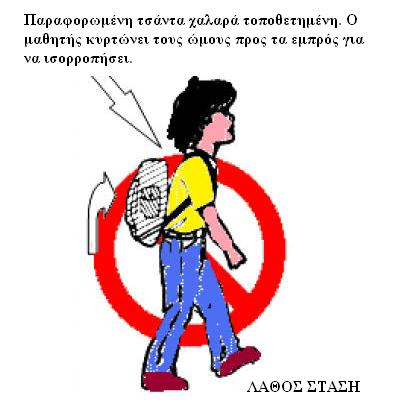 Παραφορωμένη τσάντα χαλαρά τοποθετημένη. Ο
μαθητής κυρτώνει τους ώμους προς τα εμπρός για
να ισορροπήσει.
ΛΑΘΟΣ ΣΤΑΣΗ